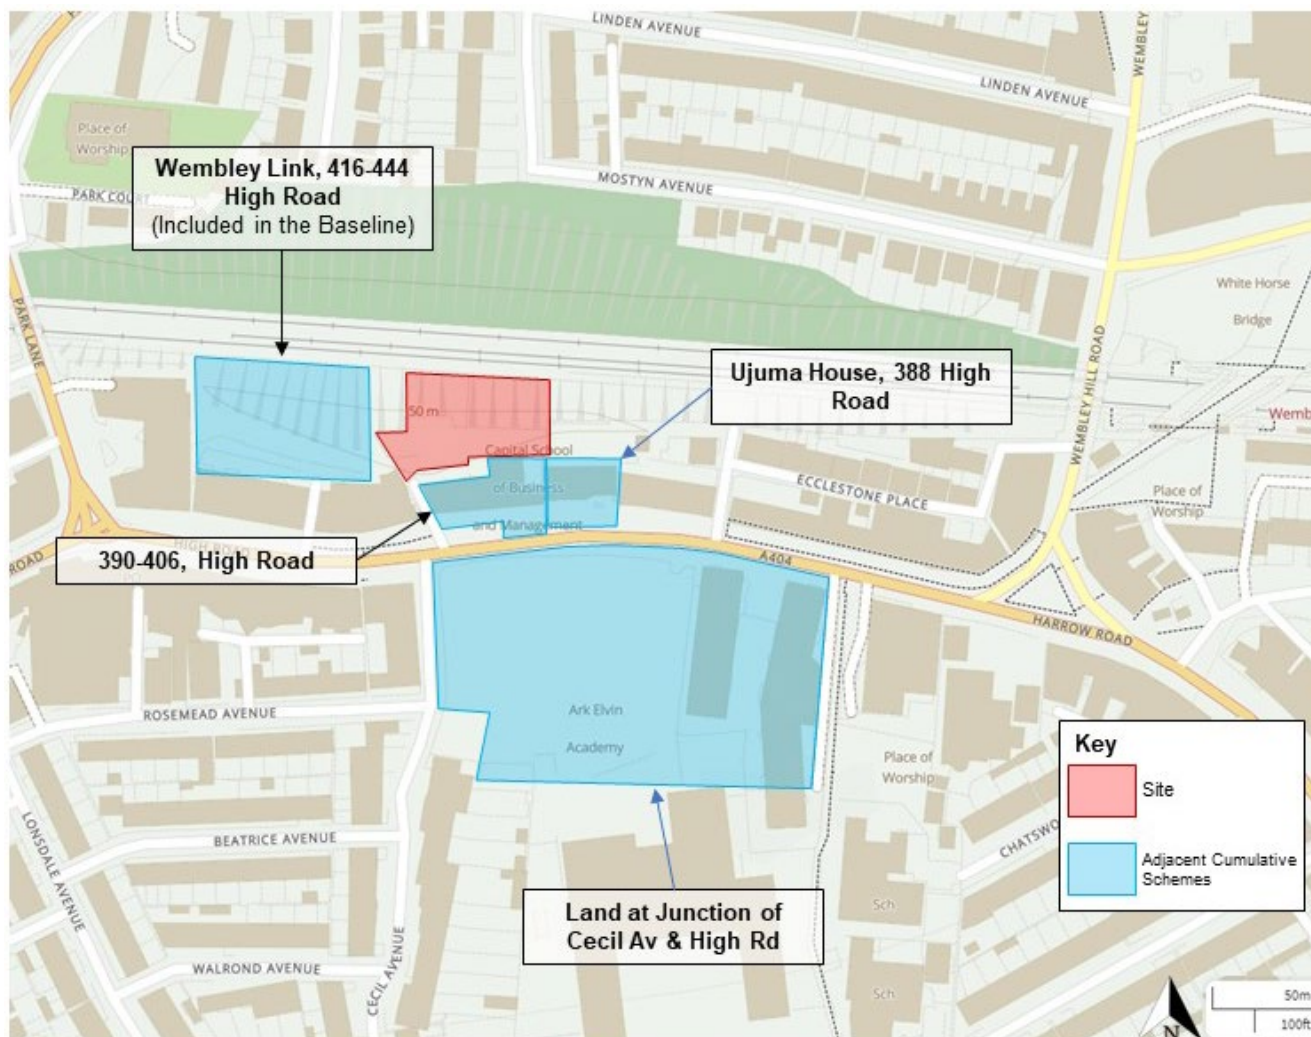 LINDEN AVENUE
LINDEN AVENUE
WEMBLEY
Place of
Worship
Wembley Link, 416-444
High Road
(Included in the Baseline)
PARK COURT
MOSTYN AVENUE
White Horse
Bridge
PARK LANE
WEMBLEY HILL ROAD
Ujuma House, 388 High
Road
50 m
Wemb
Capital School
of Business
and Management
ECCLESTONE PLACE
Place of
Worship
HIGH ROAD
ROAD
390-406, High Road
A404
HARROW ROAD
ROSEMEAD AVENUE
Ark Elvin
Academy
Place of
Worship
Key
Site
Adjacent Cumulative
Schemes
LONSDALE AVENUE
BEATRICE AVENUE
CHATSWO
Land at Junction of
Cecil Av & High Rd
Sch
WALROND AVENUE
CECIL AVENUE
Sch
N
50m
100ft